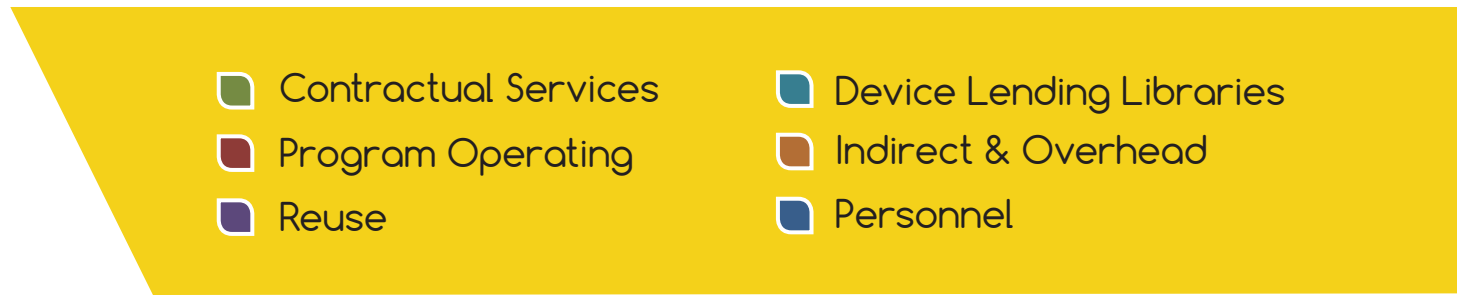 Contractual Services
Program Operating
Reuse
Device Lending Libraries
Indirect & Overhead
Personnel